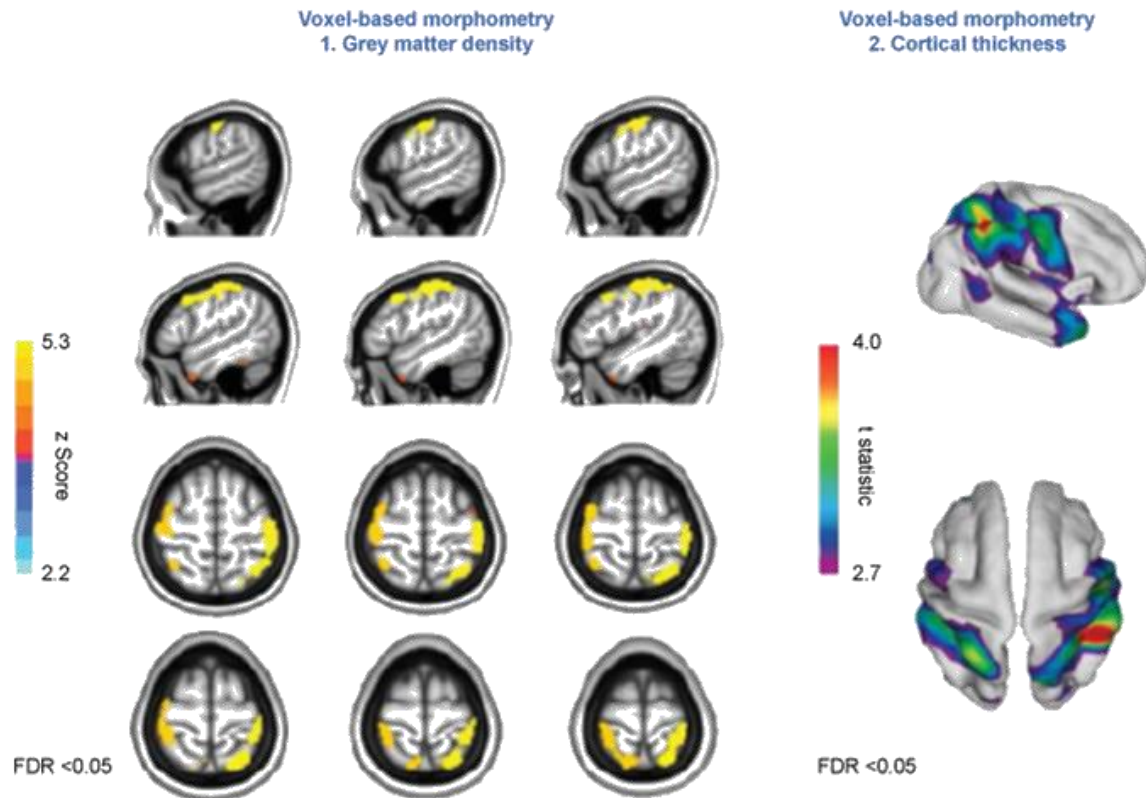 Voxel-based morphometry
1. Grey matter density
Voxel-based morphometry
2. Cortical thickness
5.3
z Score
2.2
FDR <0.05
4.0
t statistic
2.7
FDR <0.05